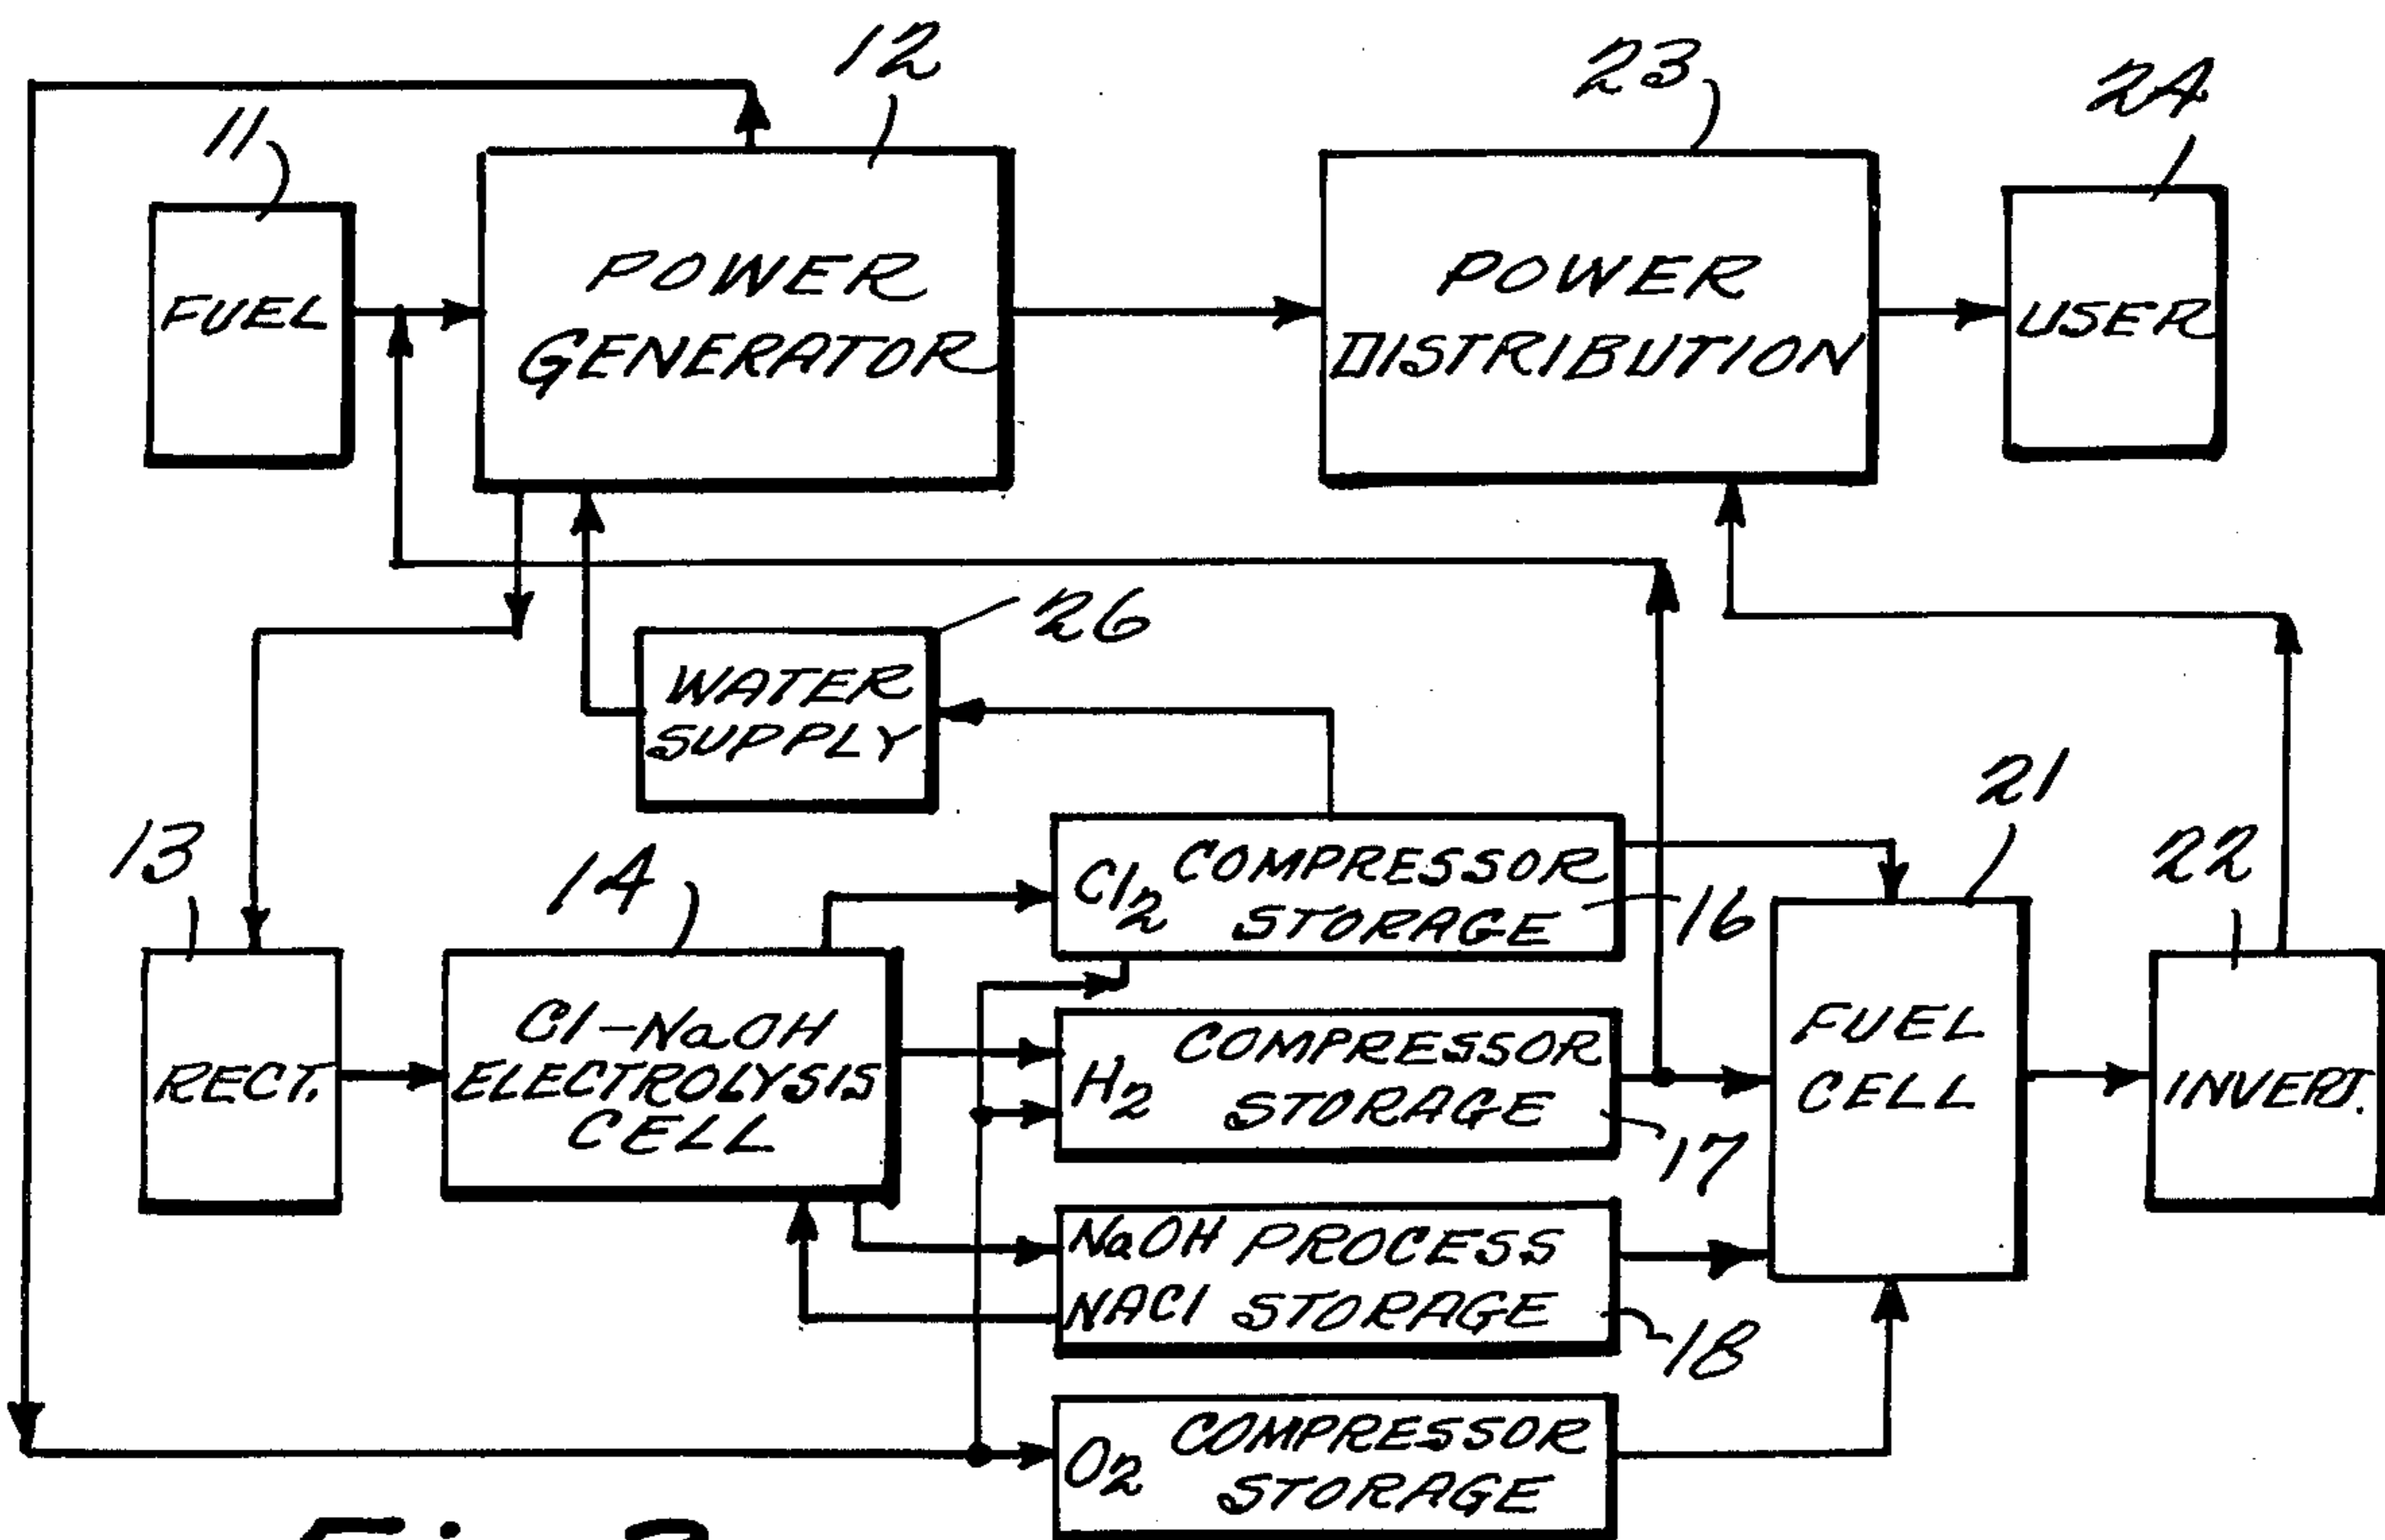 12
23
24
11
FUEL
POWER
GENERATOR
POWER
DISTRIBUTION
USER
26
WATER
SUPPLY
21
13
14
Cl2 COMPRESSOR
STORAGE
16
22
RECT.
Cl-NaOH
ELECTROLYSIS
CELL
H2 COMPRESSOR
STORAGE
17
FUEL
CELL
INVERT.
NaOH PROCESS
NACl STORAGE
18
O2 COMPRESSOR
STORAGE